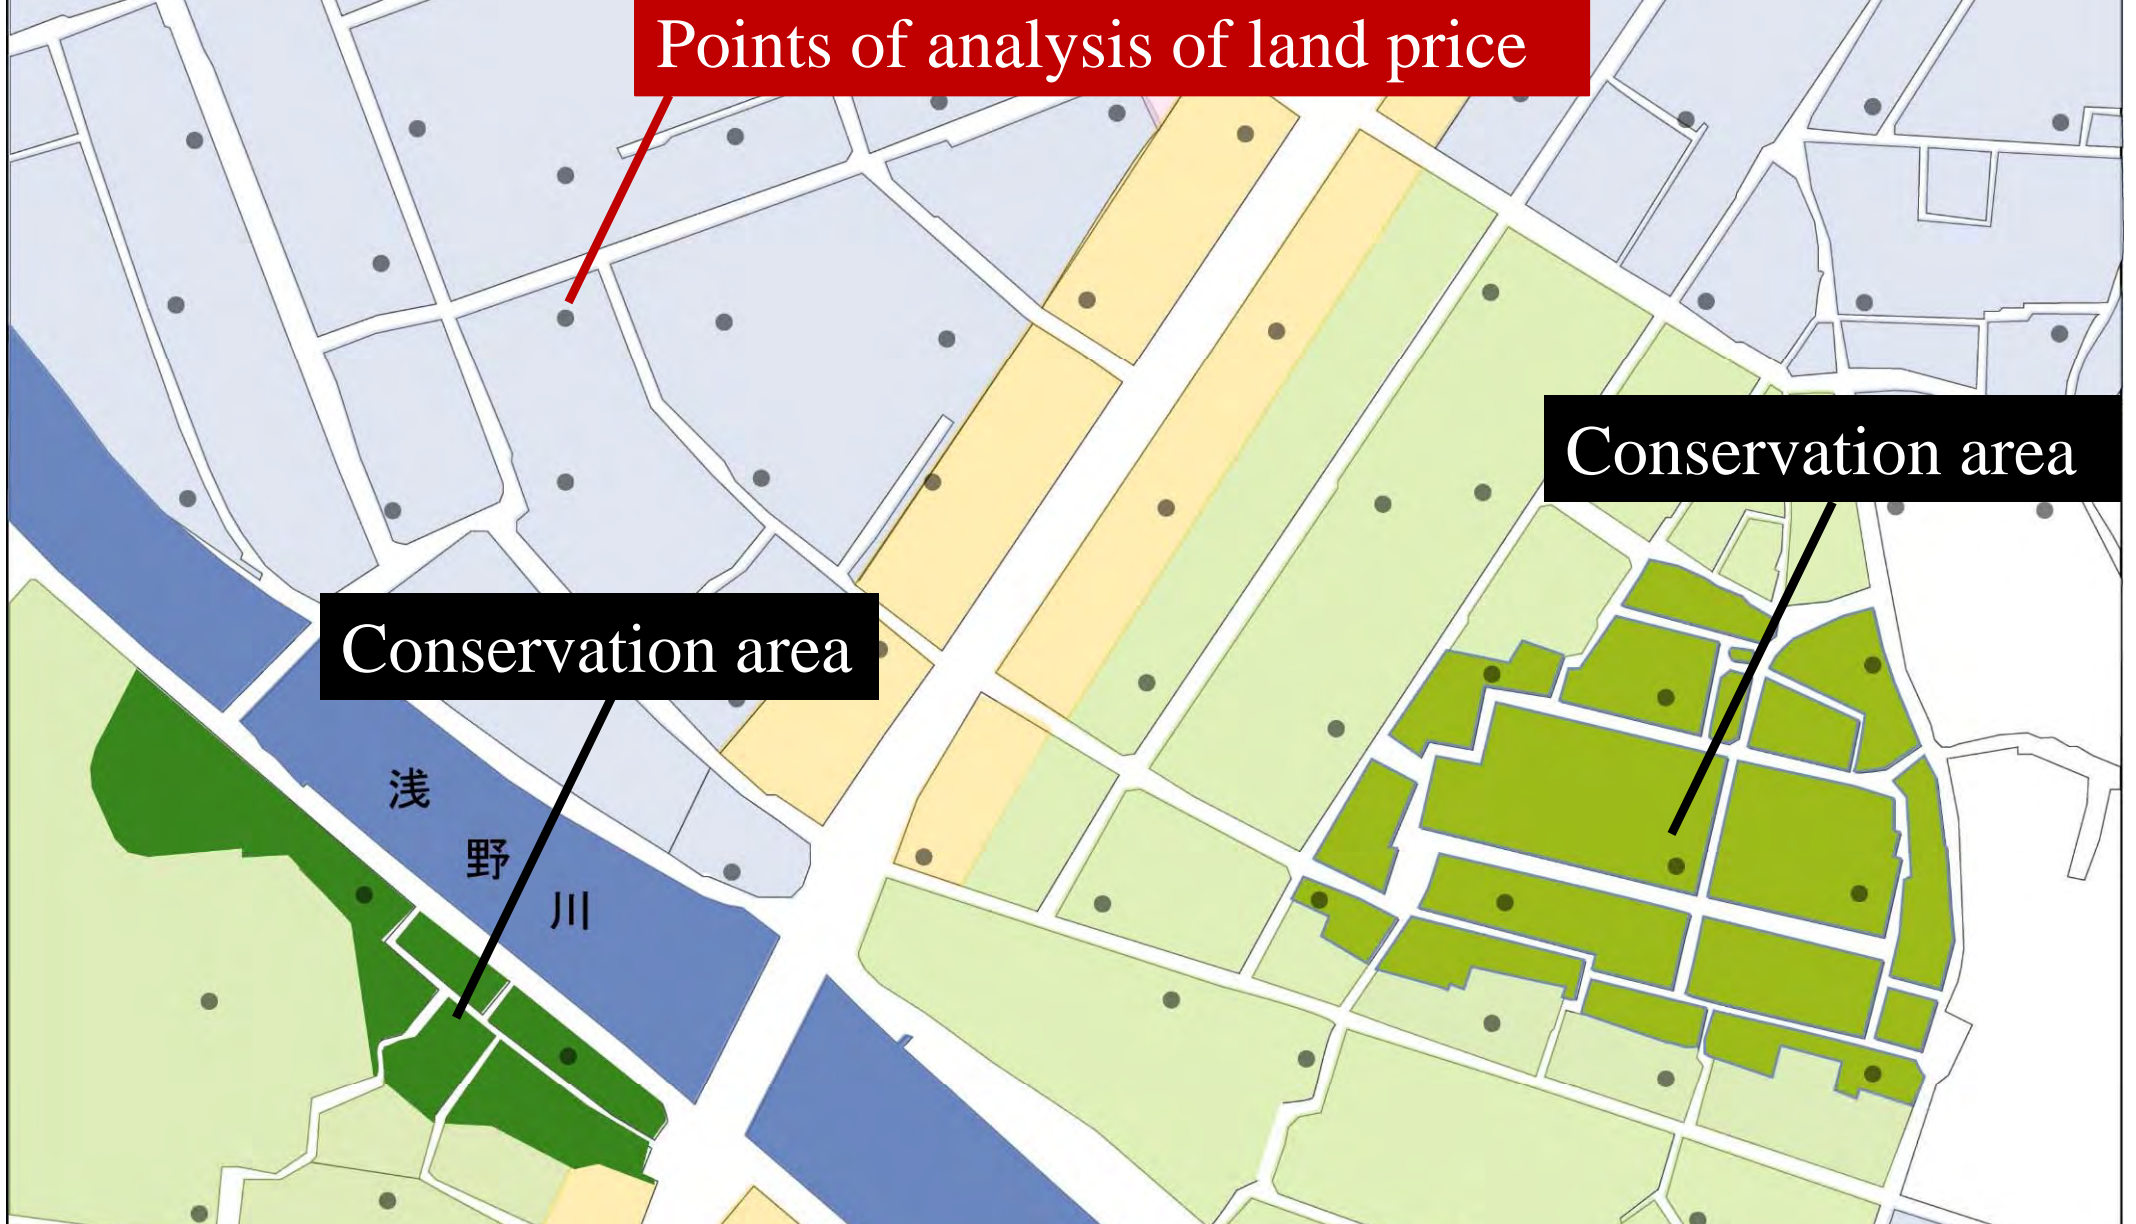 Points of analysis of land price
Conservation area
Conservation area
浅
野
川